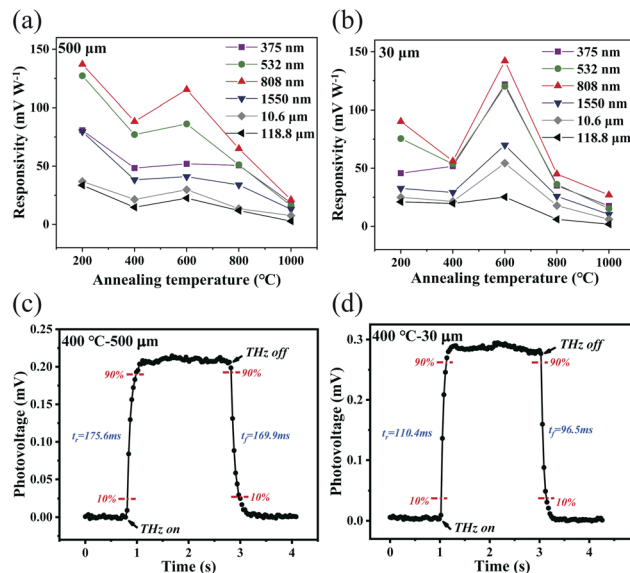 (a)
500 μm
375 nm
532 nm
808 nm
1550 nm
10.6 μm
118.8 μm
Responsivity (mV W⁻¹)
150
100
50
0
200 400 600 800 1000
Annealing temperature (℃)
(b)
30 μm
375 nm
532 nm
808 nm
1550 nm
10.6 μm
118.8 μm
Responsivity (mV W⁻¹)
150
100
50
0
200 400 600 800 1000
Annealing temperature (℃)
(c)
400 °C-500 μm
THz off
90%
90%
tr=175.6ms
tf=169.9ms
10%
10%
THz on
Photovoltage (mV)
0.25
0.20
0.15
0.10
0.05
0.00
0 1 2 3 4
Time (s)
(d)
400 °C-30 μm
THz off
90%
90%
tr=110.4ms
tf=96.5ms
10%
10%
THz on
Photovoltage (mV)
0.3
0.2
0.1
0.0
0 1 2 3 4
Time (s)